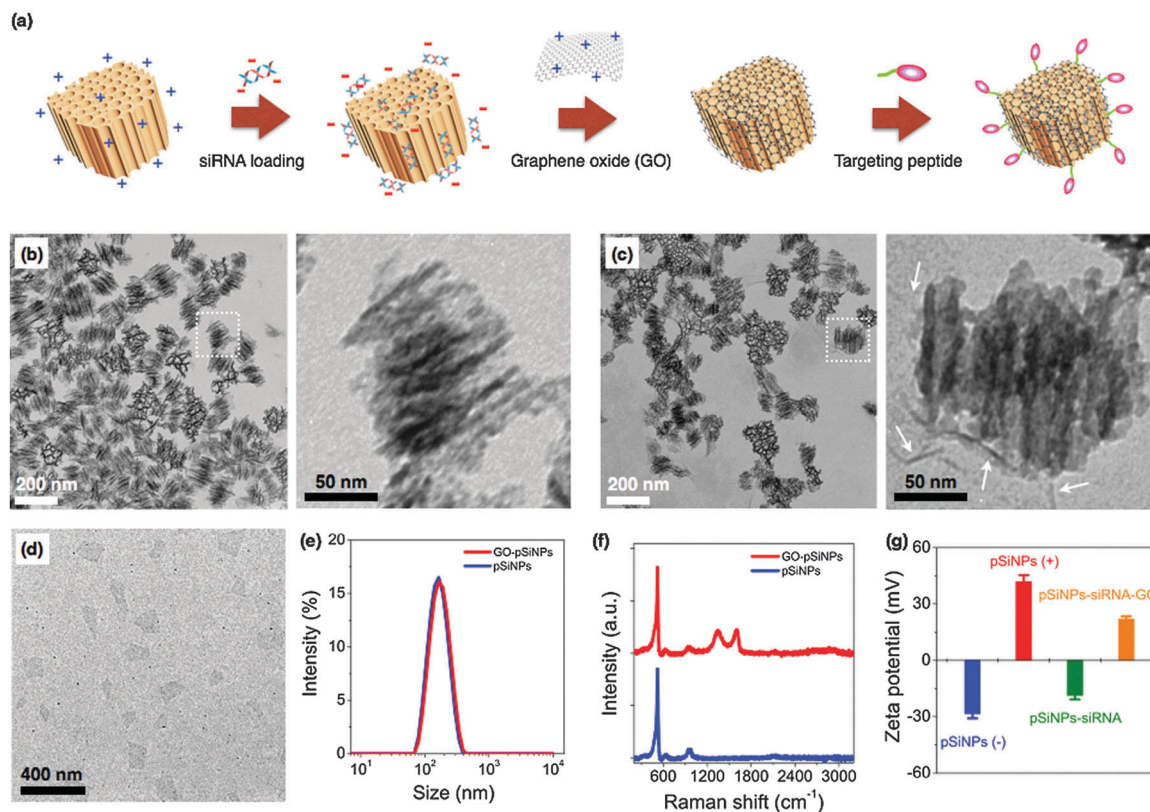 (a)
siRNA loading
Graphene oxide (GO)
Targeting peptide
(b)
200 nm
50 nm
(c)
200 nm
50 nm
(d)
400 nm
(e)
20
15
10
5
0
Intensity (%)
GO-pSiNPs
pSiNPs
10¹
10²
10³
10⁴
Size (nm)
(f)
Intensity (a.u.)
GO-pSiNPs
pSiNPs
600
1200
1800
2400
3000
Raman shift (cm⁻¹)
(g)
60
30
0
-30
-60
Zeta potential (mV)
pSiNPs (+)
pSiNPs-siRNA-GO
pSiNPs-siRNA
pSiNPs (-)